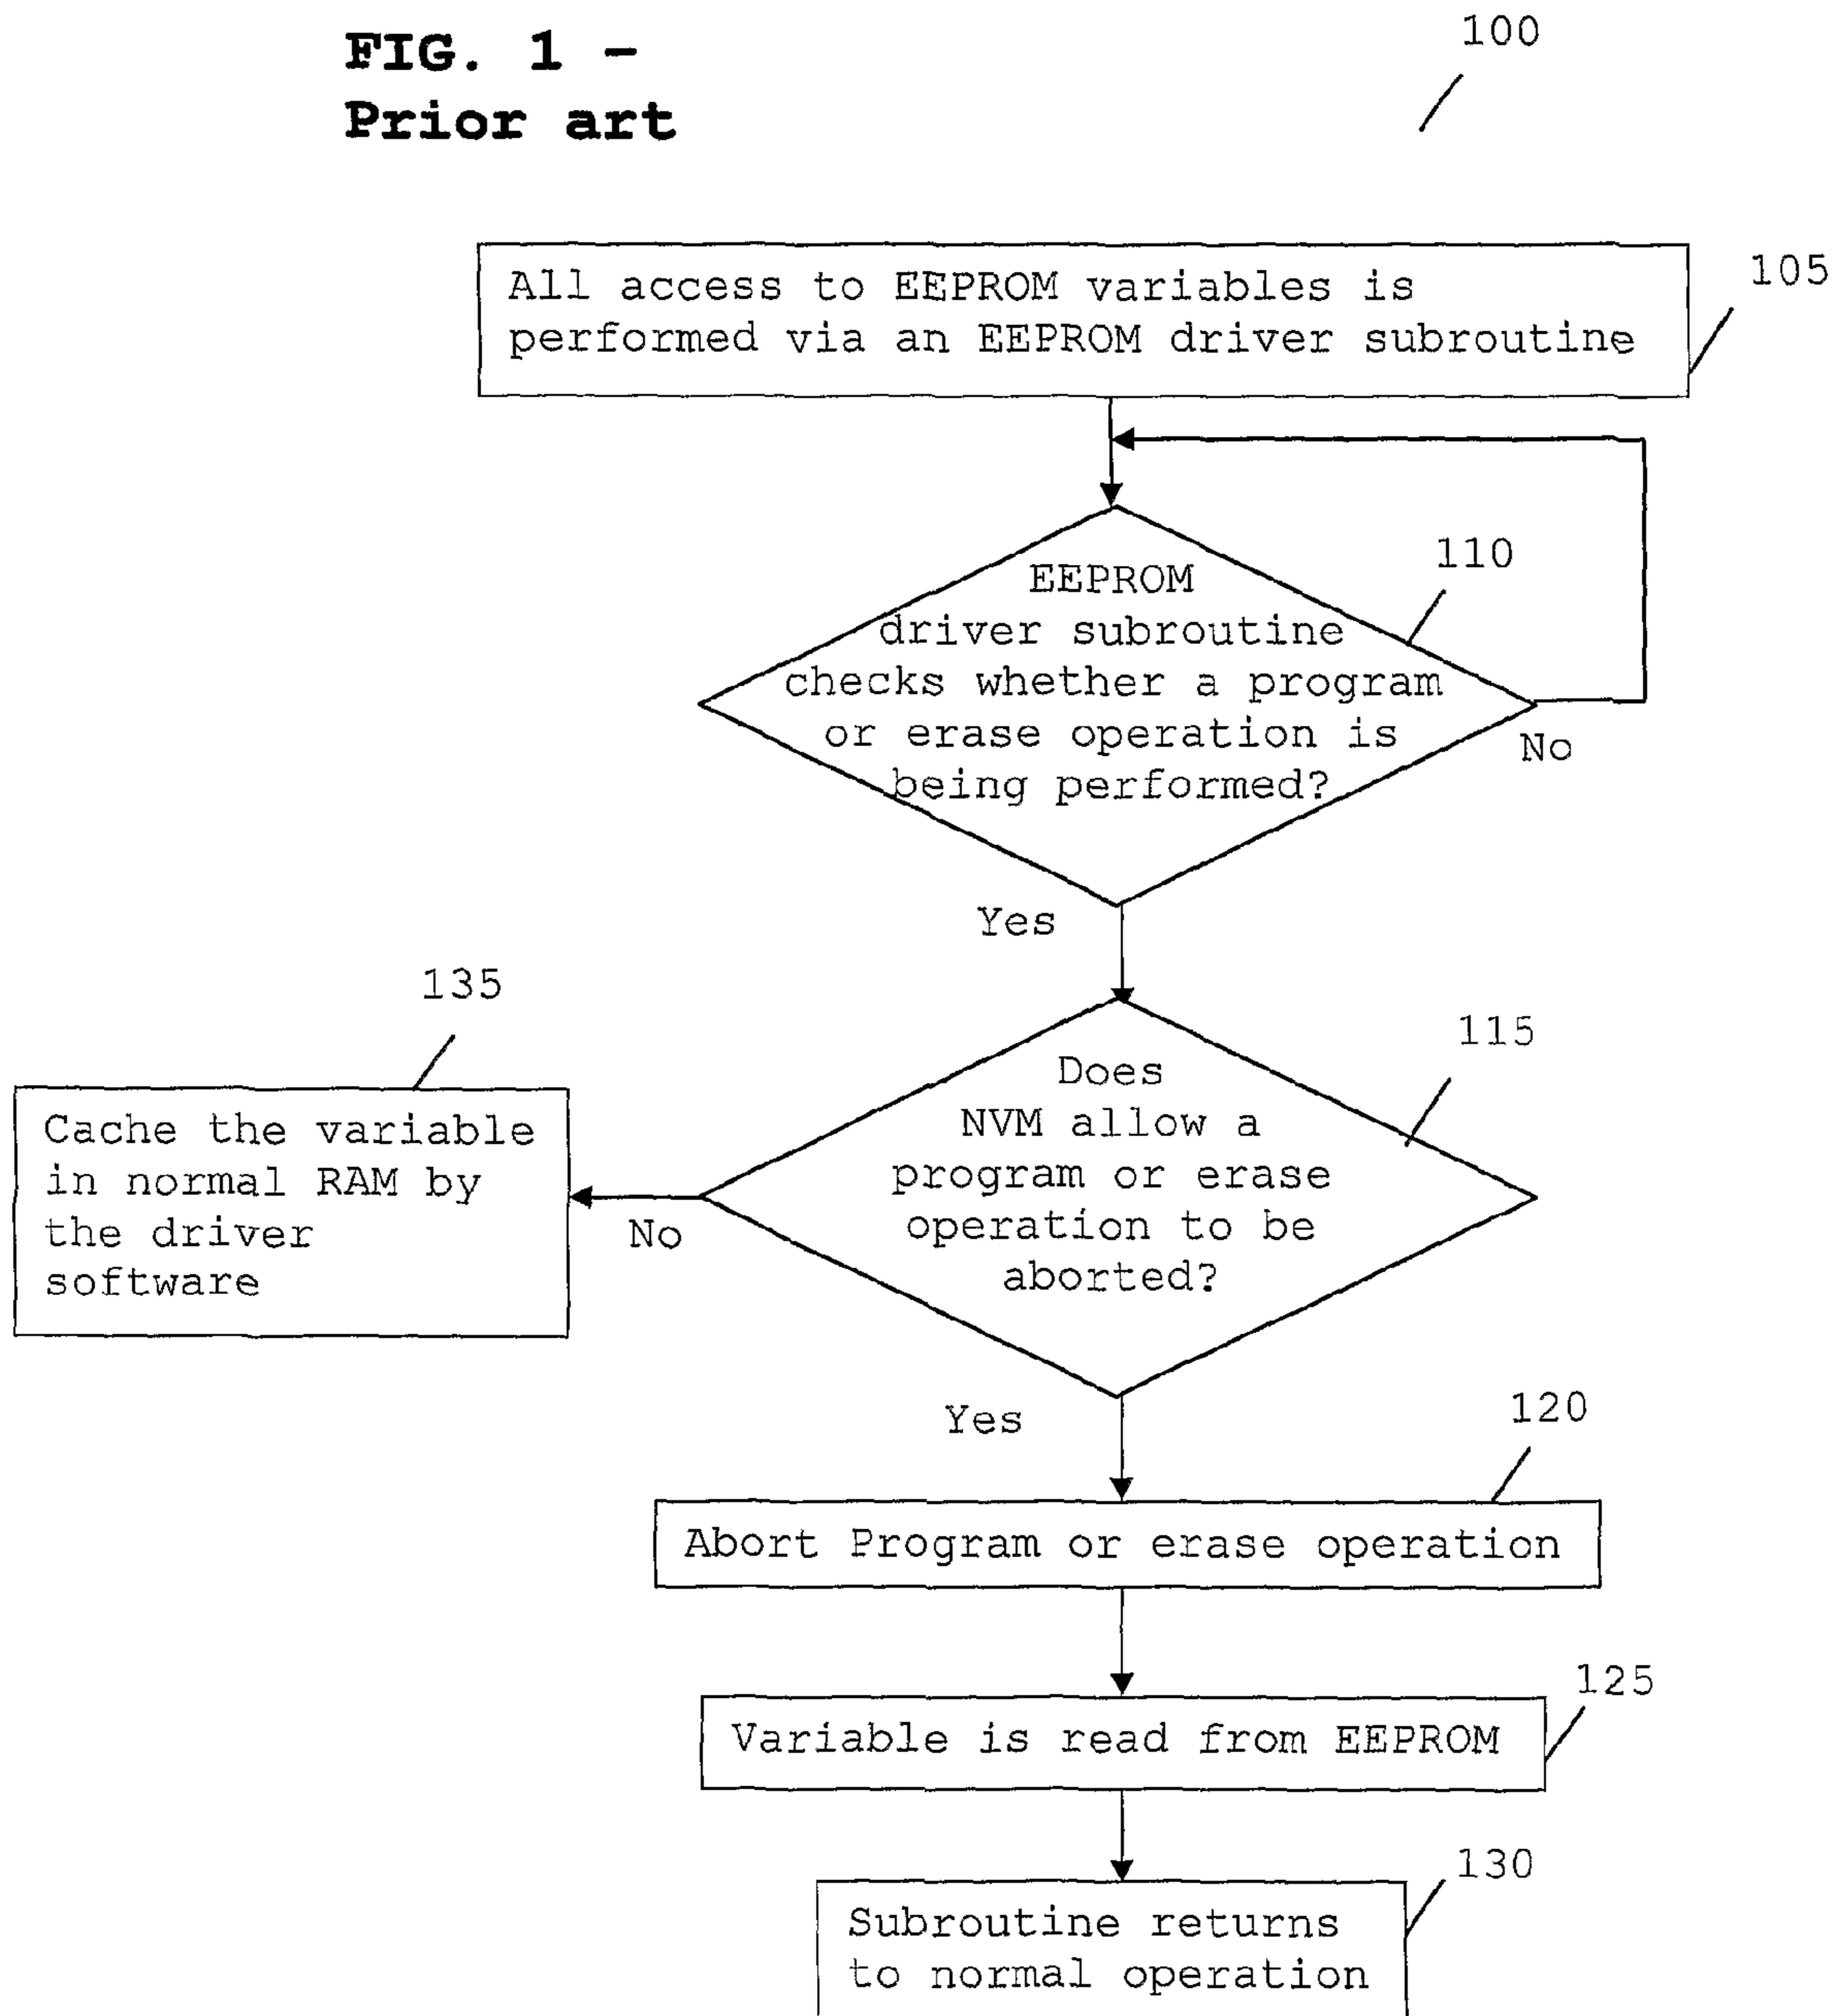 FIG. 1 -
Prior art
100
All access to EEPROM variables is
performed via an EEPROM driver subroutine
105
EEPROM
driver subroutine
checks whether a program
or erase operation is
being performed?
110
No
Yes
135
Cache the variable
in normal RAM by
the driver
software
No
Does
NVM allow a
program or erase
operation to be
aborted?
115
Yes
120
Abort Program or erase operation
125
Variable is read from EEPROM
130
Subroutine returns
to normal operation